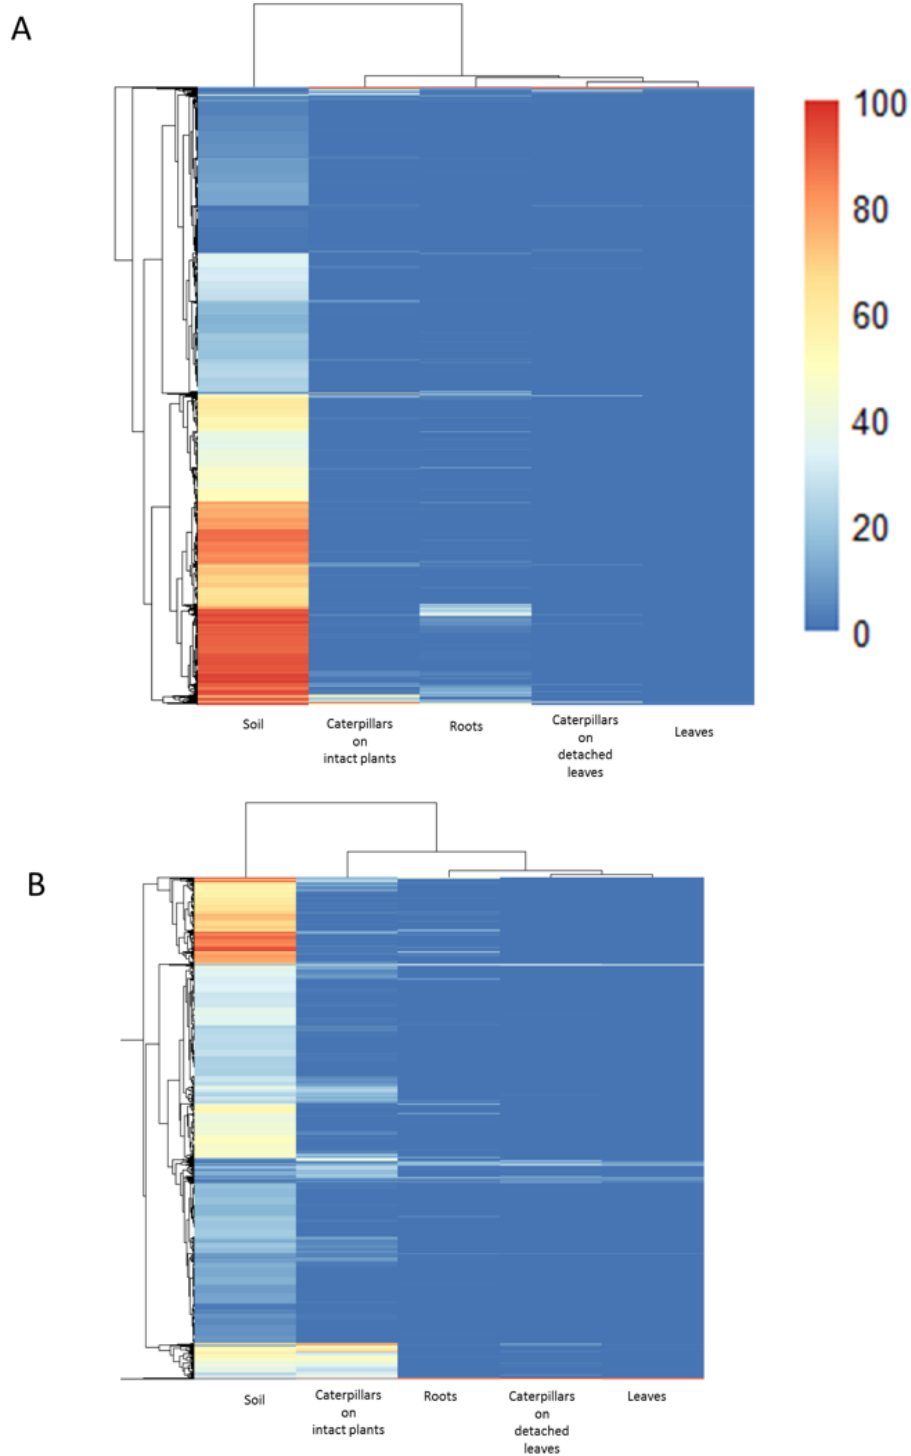 A
100
80
60
40
20
0
Soil
Caterpillars
on
intact plants
Roots
Caterpillars
on
detached
leaves
Leaves
B
Soil
Caterpillars
on
intact plants
Roots
Caterpillars
on
detached
leaves
Leaves